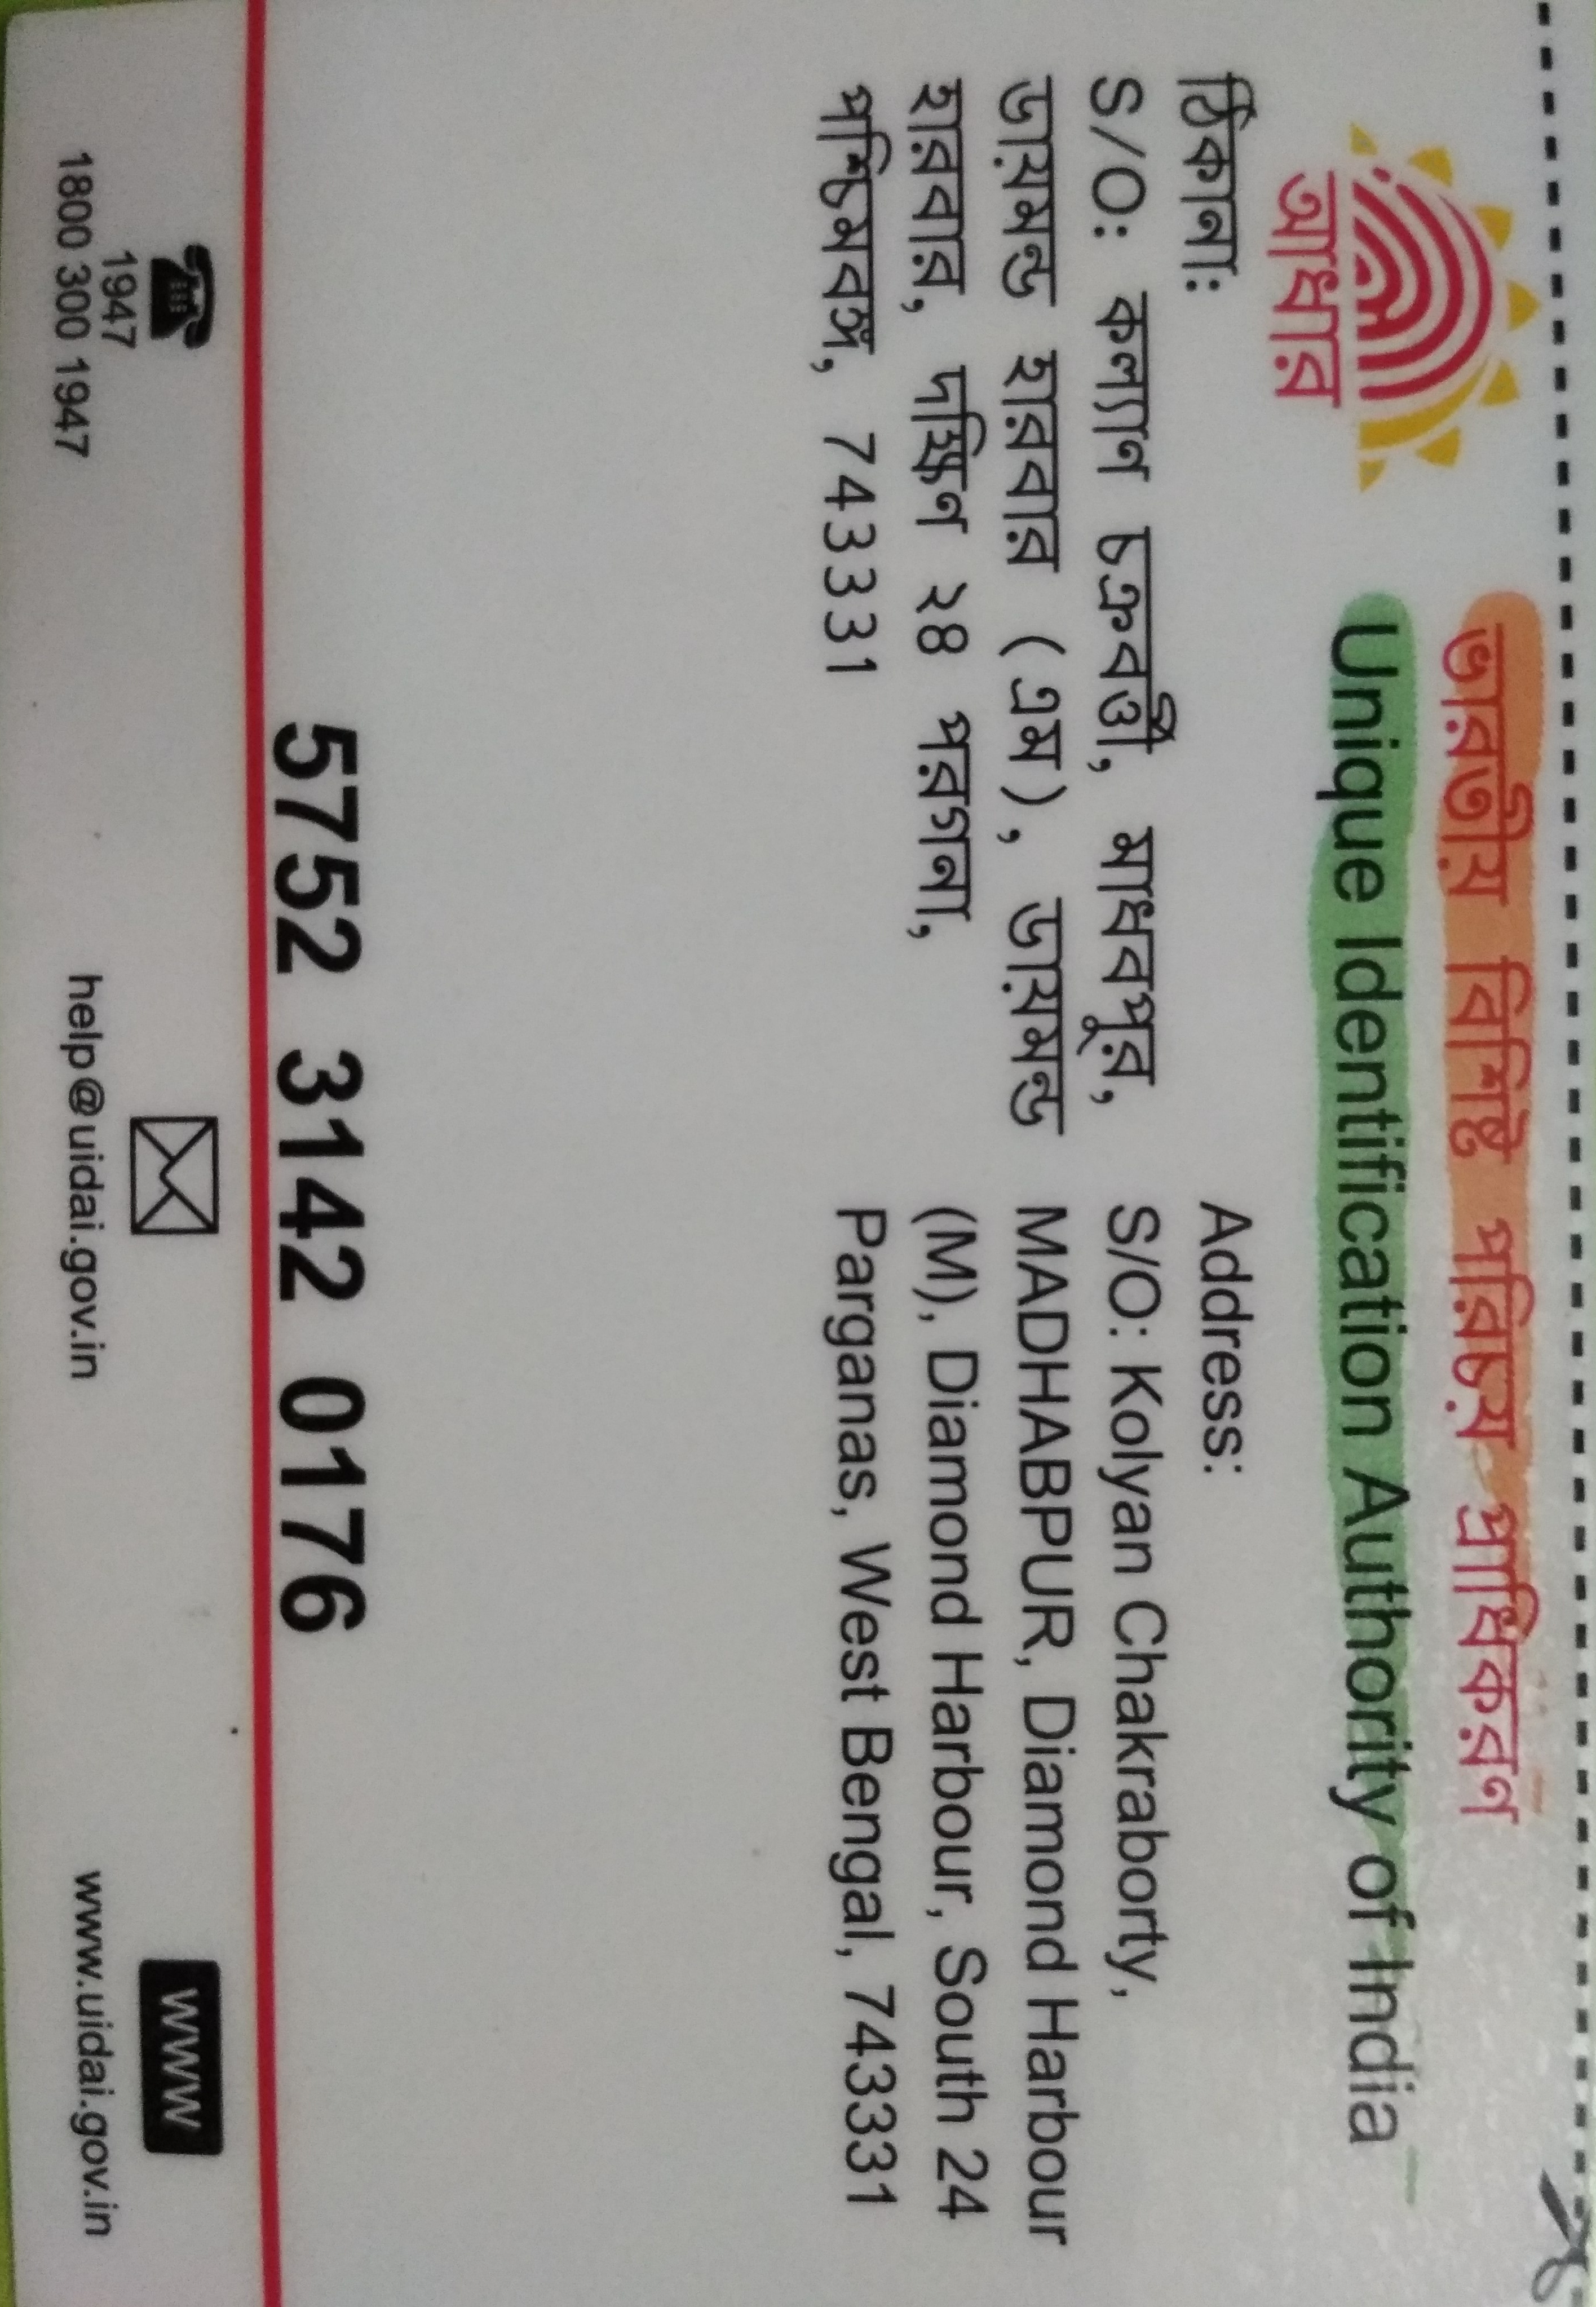 ভারতীয় বিশিষ্ট পরিচয় প্রাধিকরণ
Unique Identification Authority of India
আধার
ঠিকানা:
S/O: কল্যাণ চক্রবর্তী, মাধবপুর,
ডায়মন্ড হারবার (এম), ডায়মন্ড
হারবার, দক্ষিণ ২৪ পরগনা,
পশ্চিমবঙ্গ, 743331
Address:
S/O: Kolyan Chakraborty,
MADHABPUR, Diamond Harbour
(M), Diamond Harbour, South 24
Parganas, West Bengal, 743331
5752 3142 0176
1947
1800 300 1947
help@uidai.gov.in
www
www.uidai.gov.in